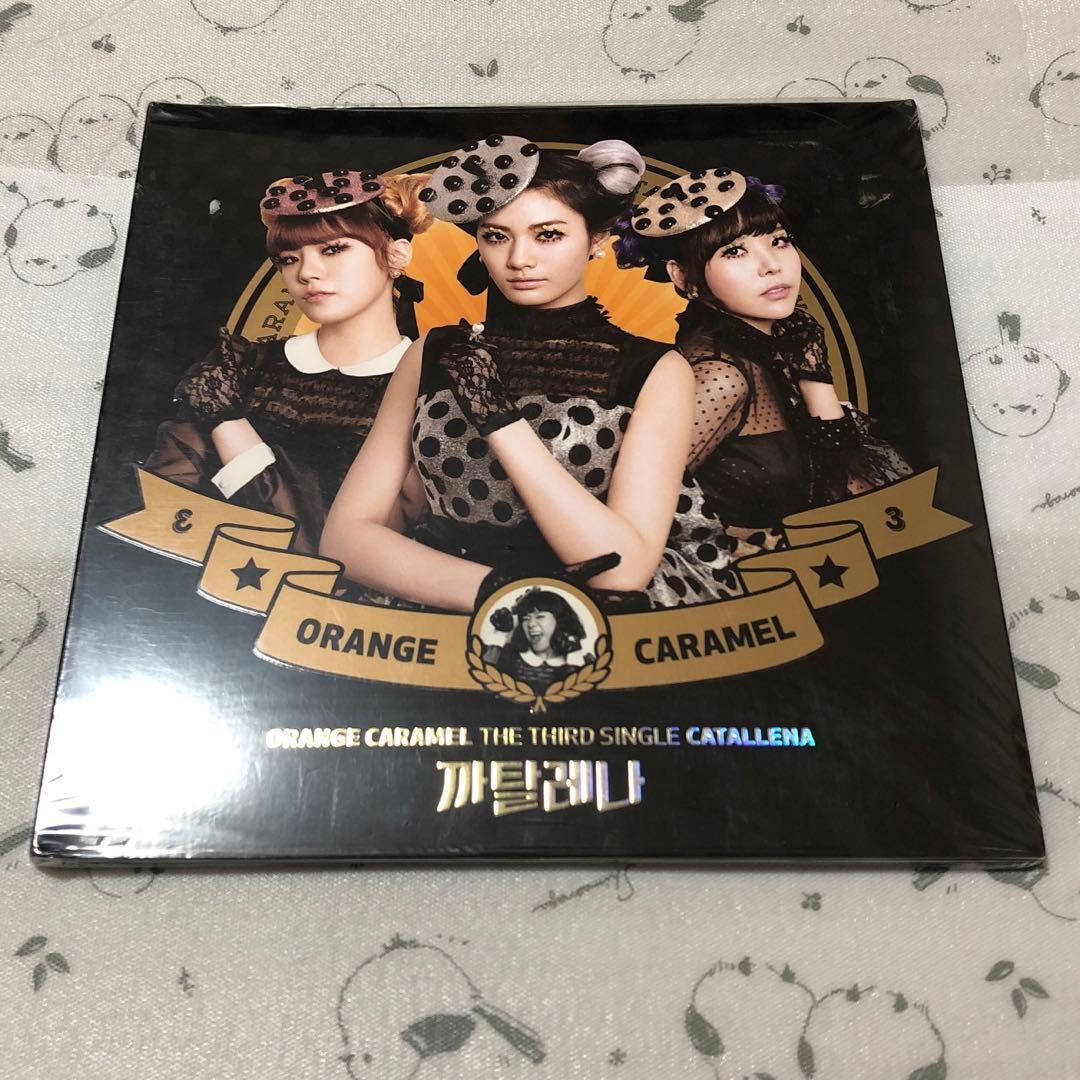 3
3
ORANGE CARAMEL
ORANGE CARAMEL THE THIRD SINGLE CATALLENA
까탈레나